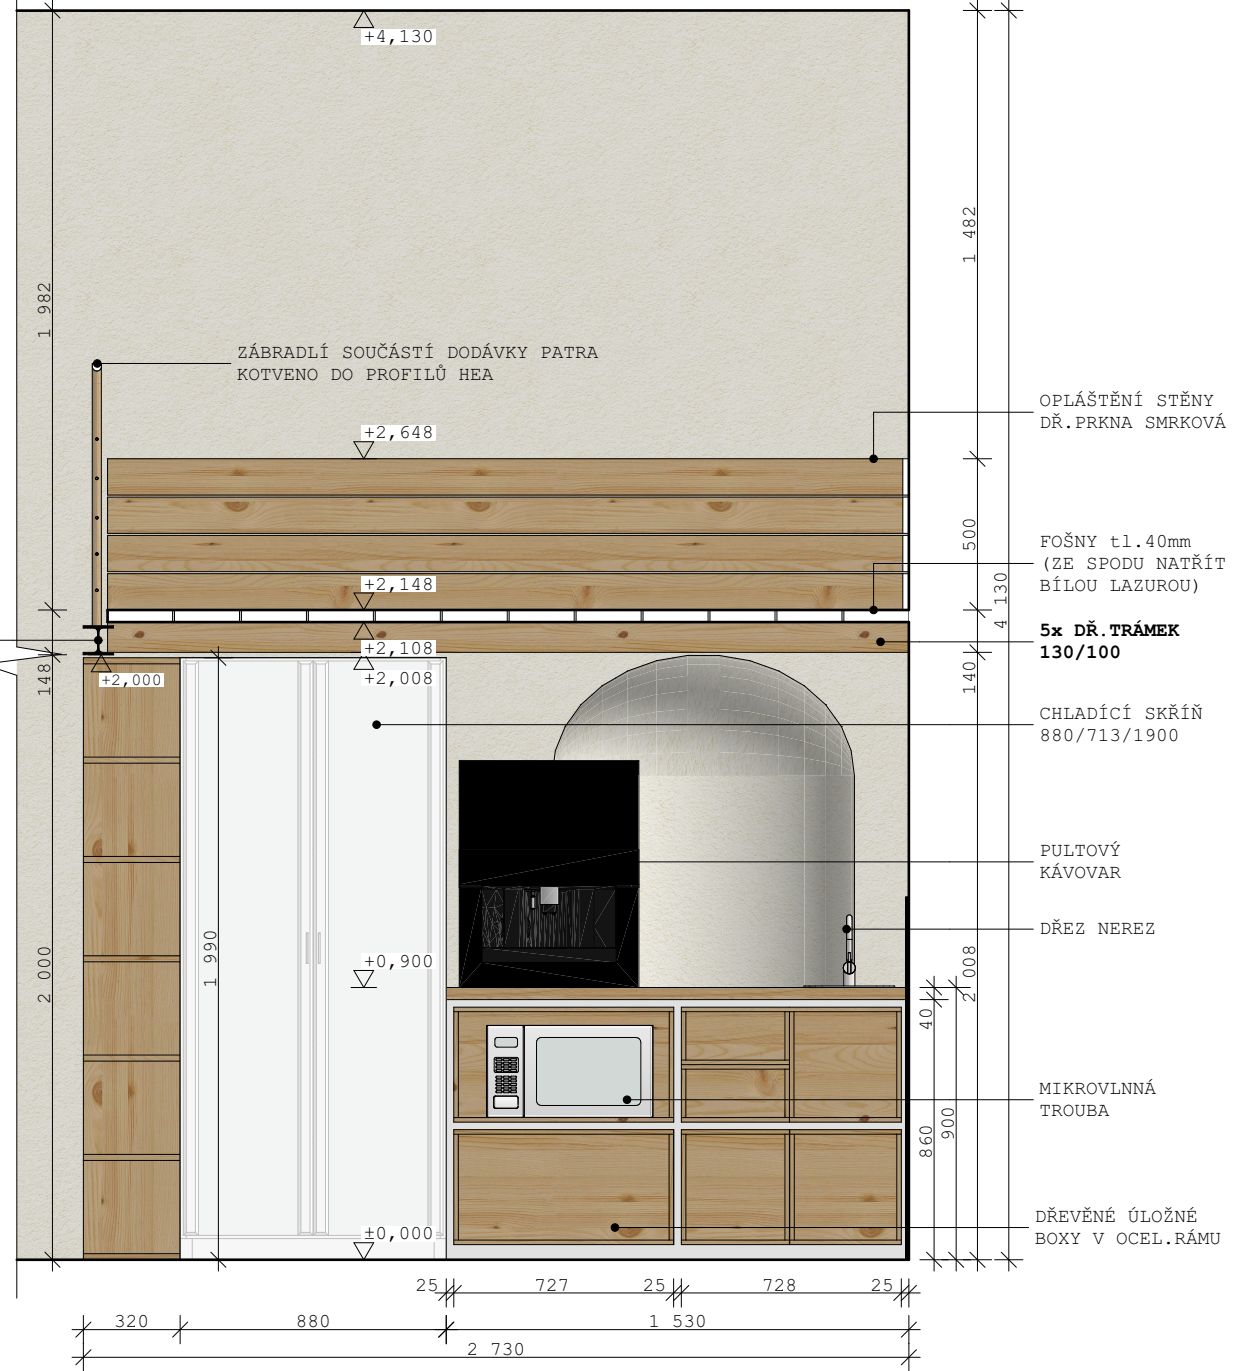 +4,130
1 482
1 982
ZÁBRADLÍ SOUČÁSTÍ DODÁVKY PATRA
KOTVENO DO PROFILŮ HEA
OPLÁŠTĚNÍ STĚNY
DŘ.PRKNA SMRKOVÁ
+2,648
500
FOŠNY tl.40mm
(ZE SPODU NATŘÍT
BÍLOU LAZUROU)
+2,148
4 130
5x DŘ.TRÁMEK
130/100
+2,108
+2,008
+2,000
148
140
CHLADÍCÍ SKŘÍŇ
880/713/1900
PULTOVÝ
KÁVOVAR
DŘEZ NEREZ
2 000
1 990
+0,900
2 008
40
MIKROVLNNÁ
TROUBA
860
900
DŘEVĚNÉ ÚLOŽNÉ
BOXY V OCEL.RÁMU
±0,000
25
727
25
728
25
320
880
1 530
2 730